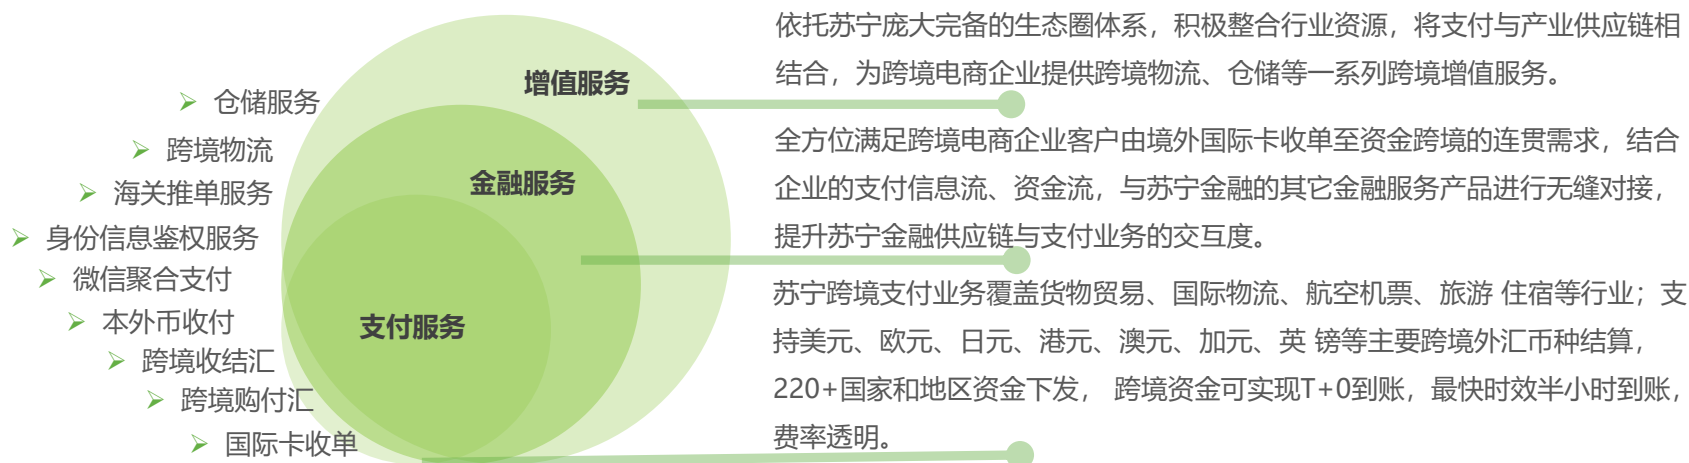 仓储服务
跨境物流
海关推单服务
身份信息鉴权服务
微信聚合支付
本外币收付
跨境收结汇
跨境购付汇
国际卡收单
增值服务
金融服务
支付服务
依托苏宁庞大完备的生态圈体系，积极整合行业资源，将支付与产业供应链相
结合，为跨境电商企业提供跨境物流、仓储等一系列跨境增值服务。
全方位满足跨境电商企业客户由境外国际卡收单至资金跨境的连贯需求，结合
企业的支付信息流、资金流，与苏宁金融的其它金融服务产品进行无缝对接，
提升苏宁金融供应链与支付业务的交互度。
苏宁跨境支付业务覆盖货物贸易、国际物流、航空机票、旅游 住宿等行业；支
持美元、欧元、日元、港元、澳元、加元、英 镑等主要跨境外汇币种结算，
220+国家和地区资金下发， 跨境资金可实现T+0到账，最快时效半小时到账，
费率透明。